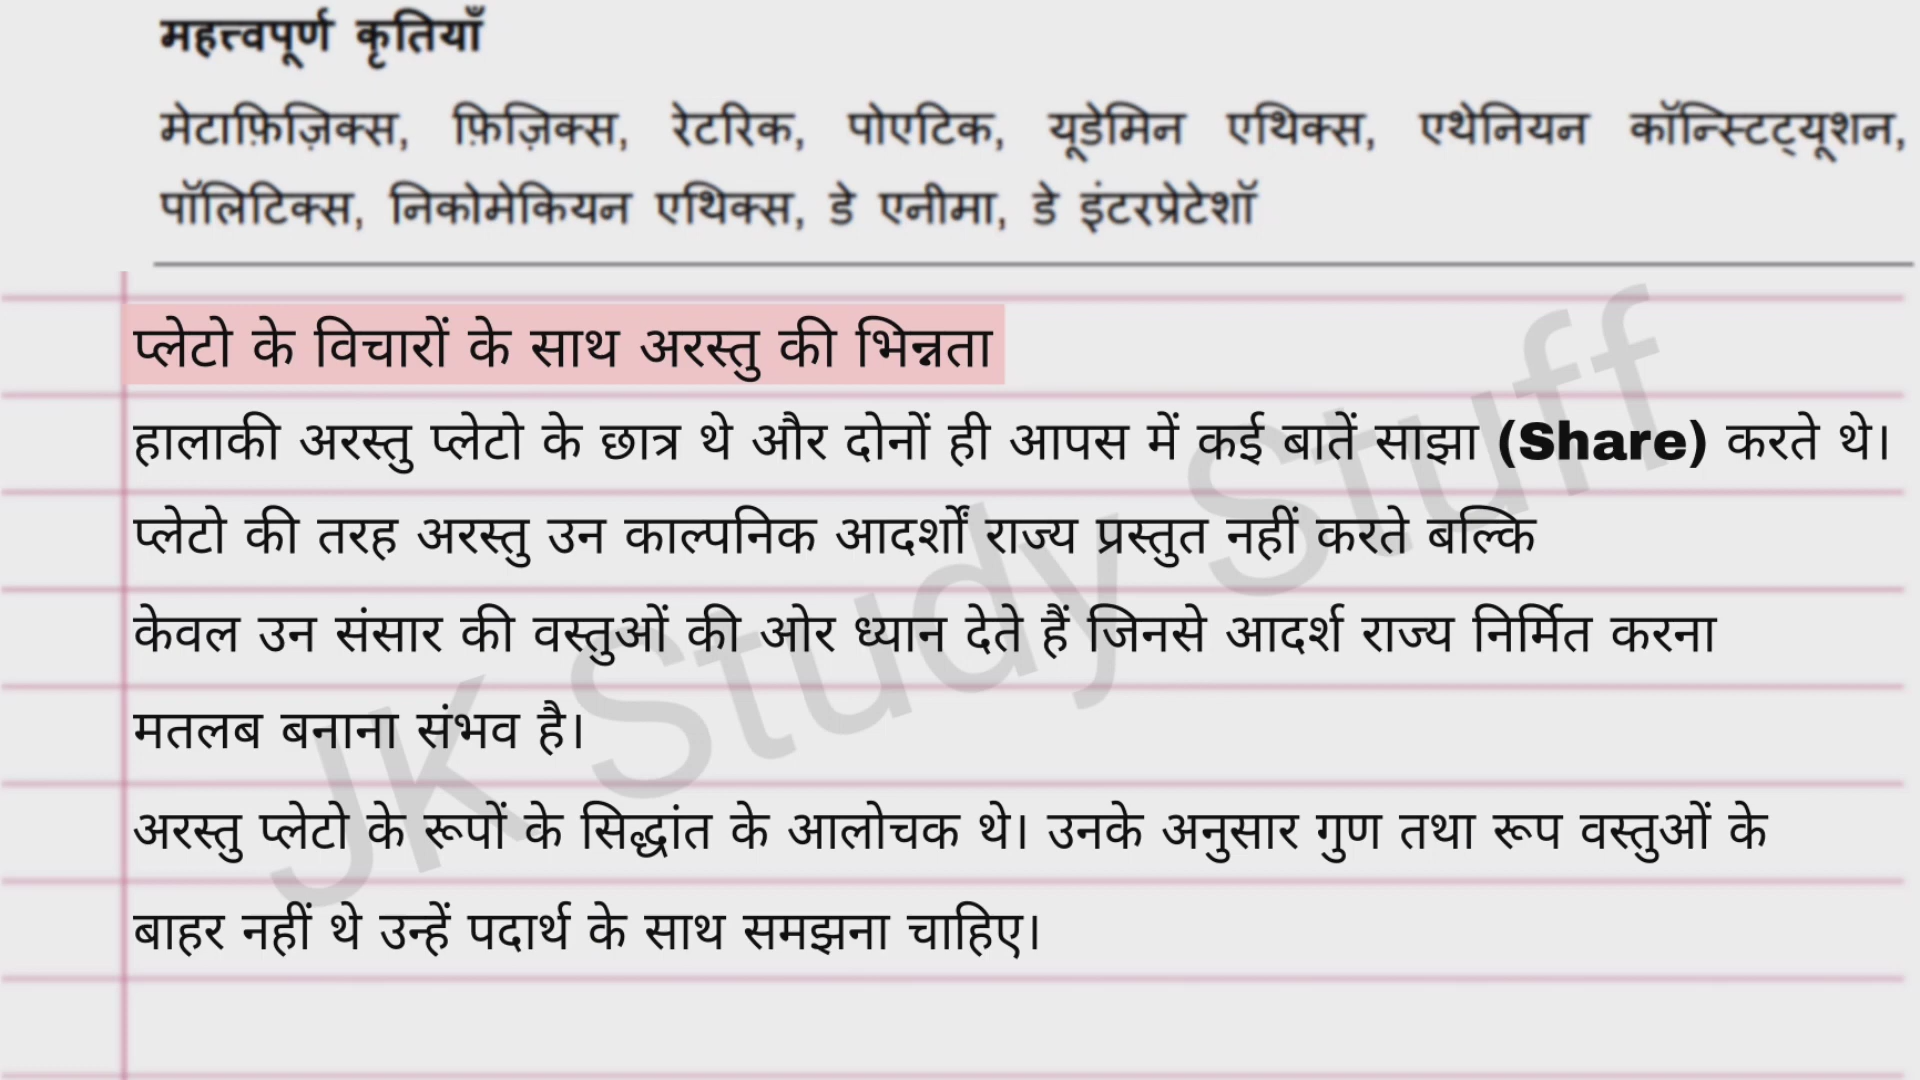 महत्त्वपूर्ण कृतियाँ
मेटाफ़िज़िक्स, फ़िज़िक्स, रेटरिक, पोएटिक, यूडेमिन एथिक्स, एथेनियन कॉन्स्टिट्यूशन,
पॉलिटिक्स, निकोमेकियन एथिक्स, डे एनीमा, डे इंटरप्रेटेशॉ
प्लेटो के विचारों के साथ अरस्तु की भिन्नता
हालाकी अरस्तु प्लेटो के छात्र थे और दोनों ही आपस में कई बातें साझा (Share) करते थे।
प्लेटो की तरह अरस्तु उन काल्पनिक आदर्शों राज्य प्रस्तुत नहीं करते बल्कि
केवल उन संसार की वस्तुओं की ओर ध्यान देते हैं जिनसे आदर्श राज्य निर्मित करना
मतलब बनाना संभव है।
अरस्तु प्लेटो के रूपों के सिद्धांत के आलोचक थे। उनके अनुसार गुण तथा रूप वस्तुओं के
बाहर नहीं थे उन्हें पदार्थ के साथ समझना चाहिए।
JK Study Stuff